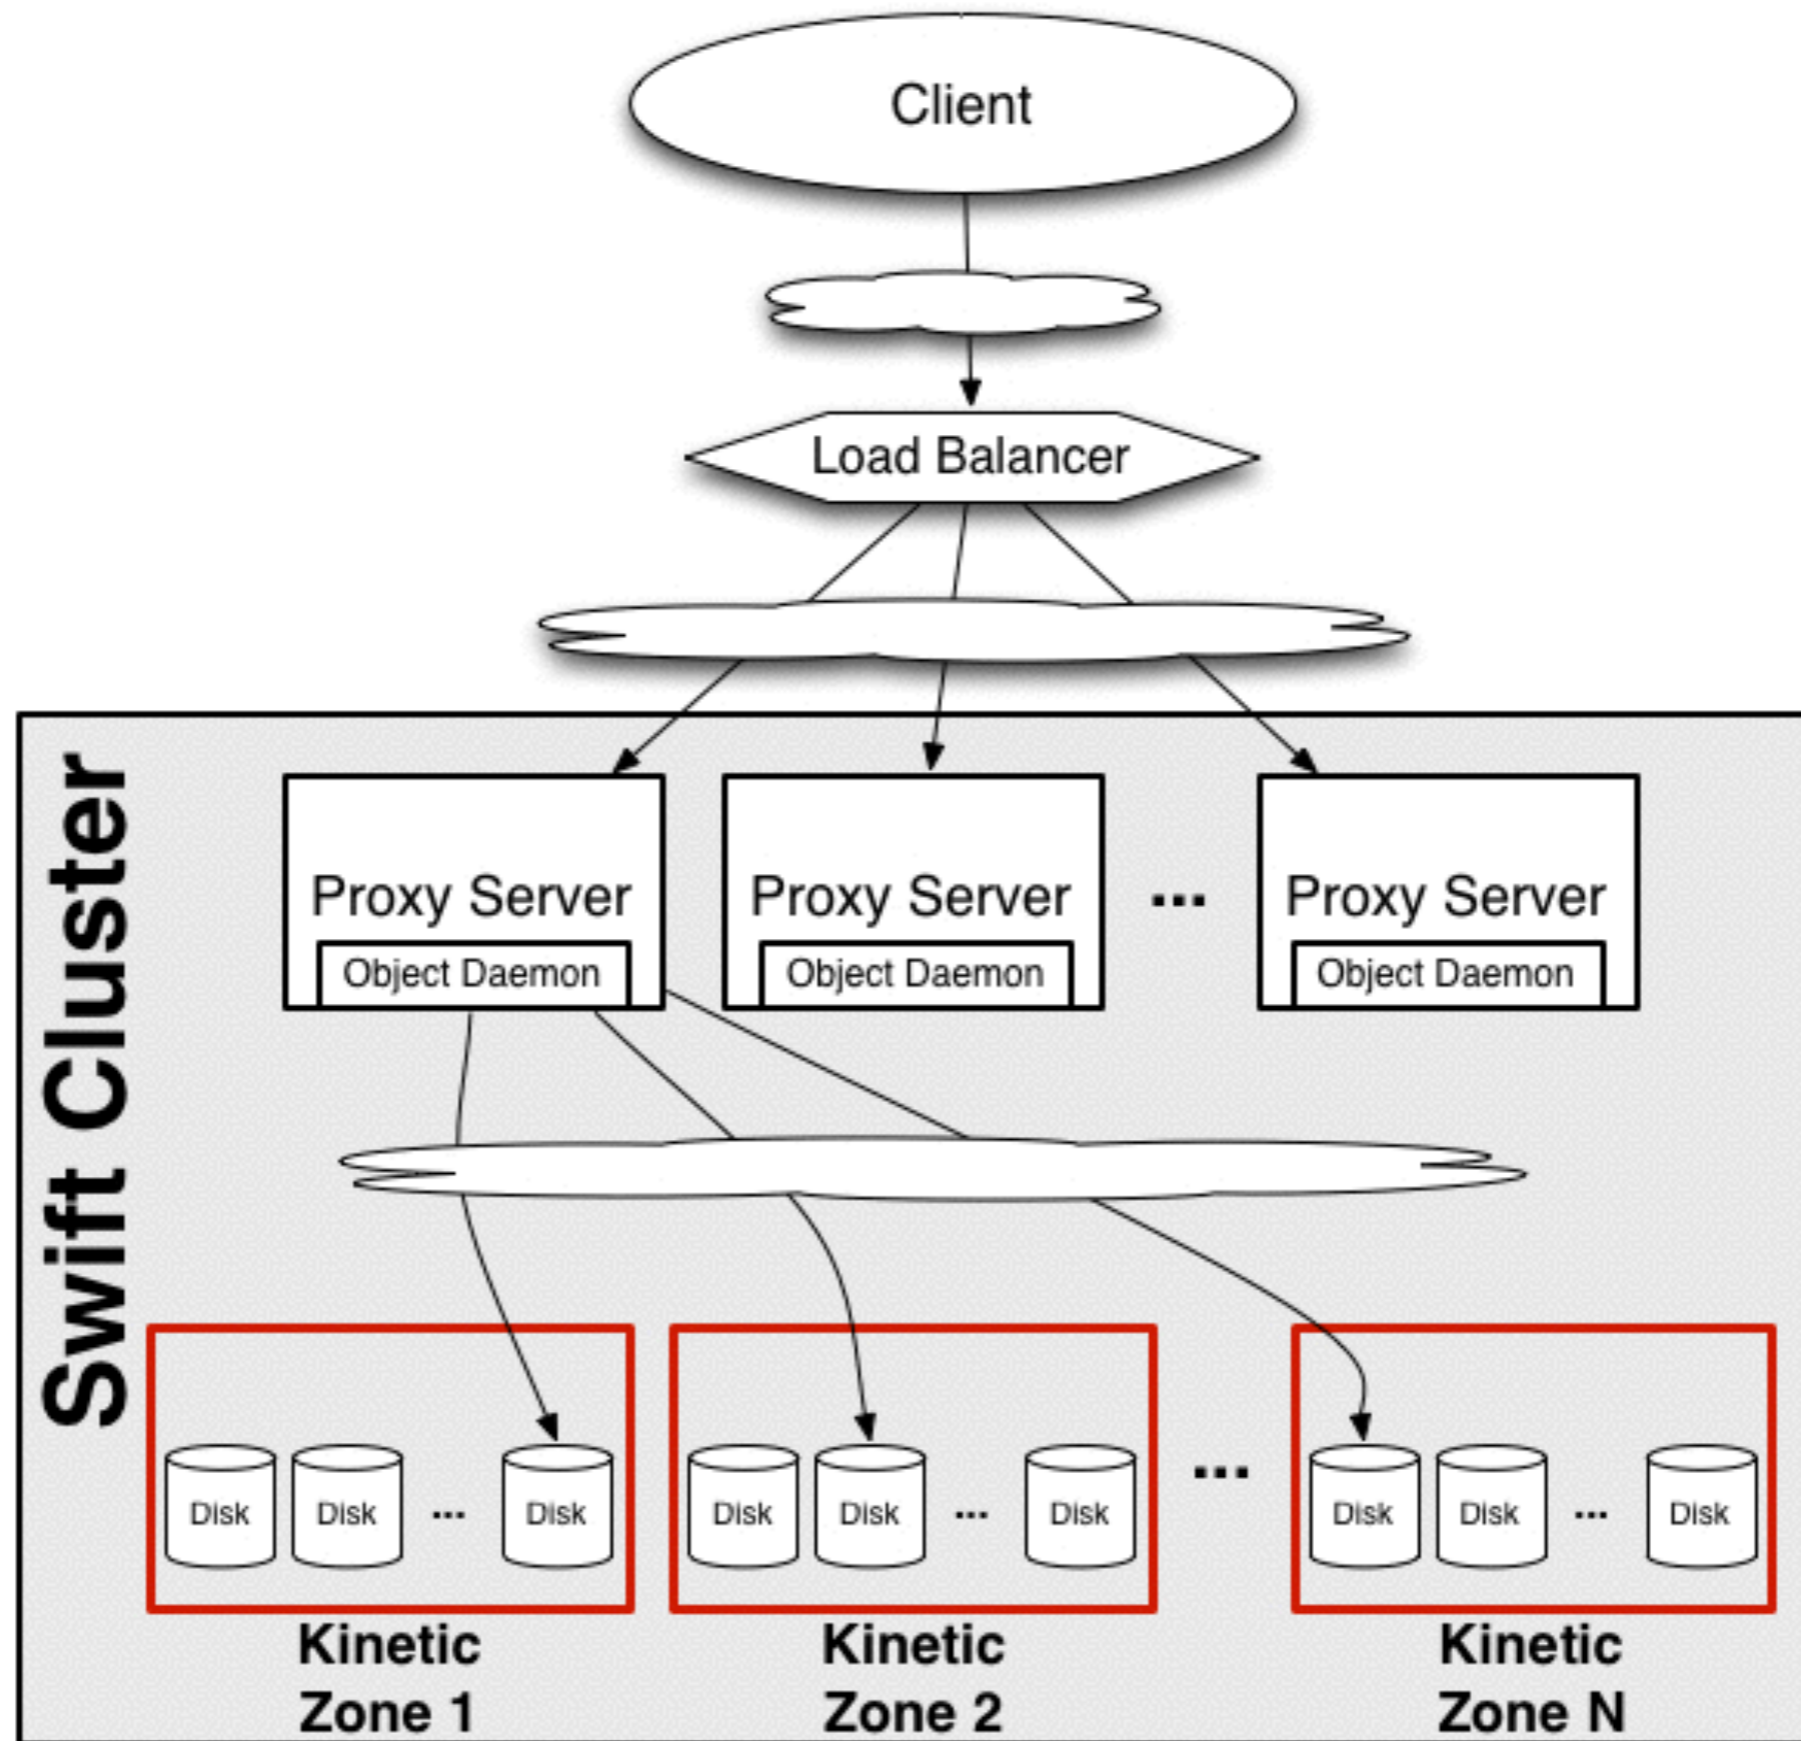 Client
Load Balancer
Swift Cluster
Proxy Server
Object Daemon
Proxy Server
Object Daemon
...
Proxy Server
Object Daemon
Disk
Disk
...
Disk
Kinetic
Zone 1
Disk
Disk
...
Disk
Kinetic
Zone 2
...
Disk
Disk
...
Disk
Kinetic
Zone N